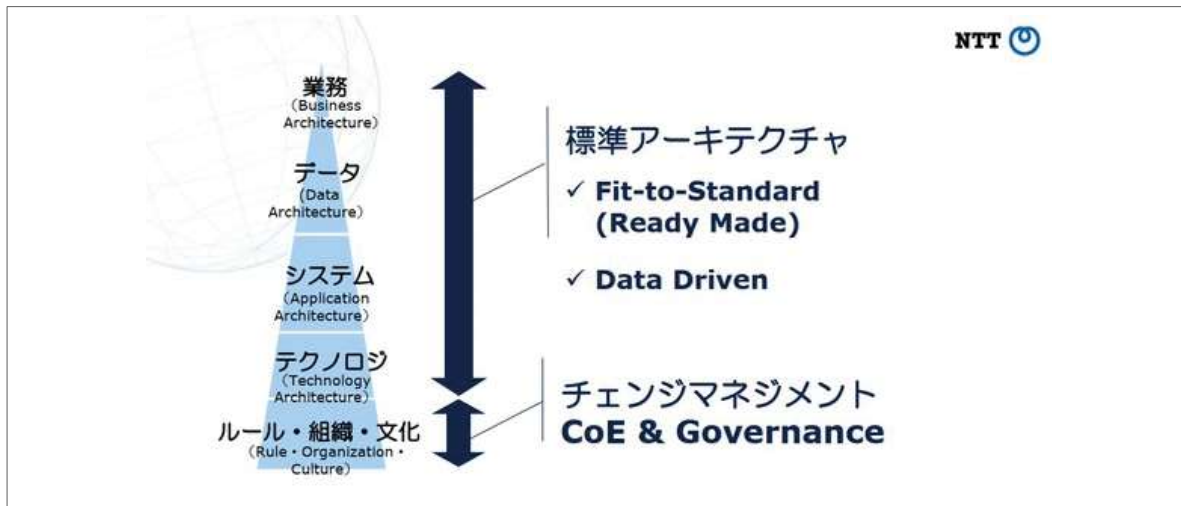 NTT
業務
（Business
Architecture）
データ
（Data
Architecture）
システム
（Application
Architecture）
テクノロジ
（Technology
Architecture）
ルール・組織・文化
（Rule・Organization・
Culture）
標準アーキテクチャ
✓ Fit-to-Standard
(Ready Made)
✓ Data Driven
チェンジマネジメント
CoE & Governance